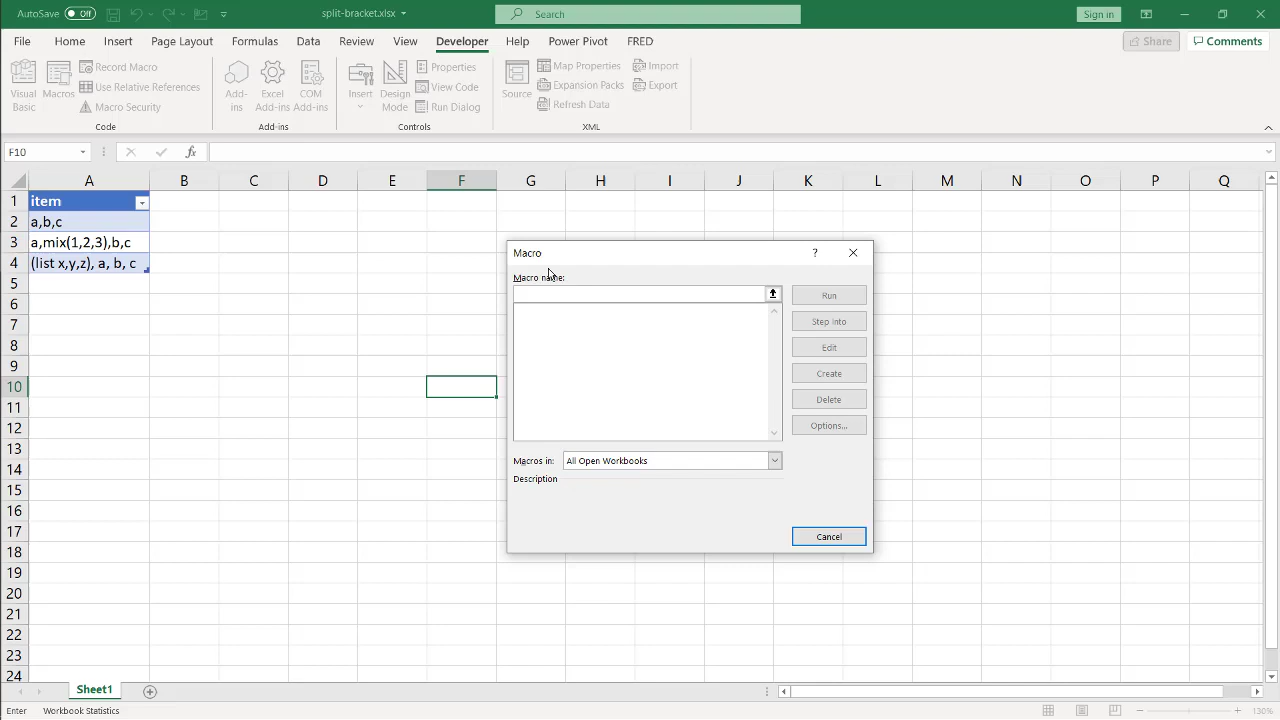 AutoSave Off split-bracket.xlsx Search Sign in
File Home Insert Page Layout Formulas Data Review View Developer Help Power Pivot FRED Share Comments
Visual Basic
Macros
Record Macro
Use Relative References
Macro Security
Code
Add-ins
Excel Add-ins
COM Add-ins
Add-ins
Insert
Design Mode
Properties
View Code
Run Dialog
Controls
Source
Map Properties
Expansion Packs
Refresh Data
Import
Export
XML
F10 fx
A B C D E F G H I J K L M N O P Q
1 item
2 a,b,c
3 a,mix(1,2,3),b,c
4 (list x,y,z), a, b, c
5
6
7
8
9
10
11
12
13
14
15
16
17
18
19
20
21
22
23
24
Macro ?
Macro name:
Run
Step Into
Edit
Create
Delete
Options...
Macros in: All Open Workbooks
Description
Cancel
Sheet1
Enter Workbook Statistics 130%